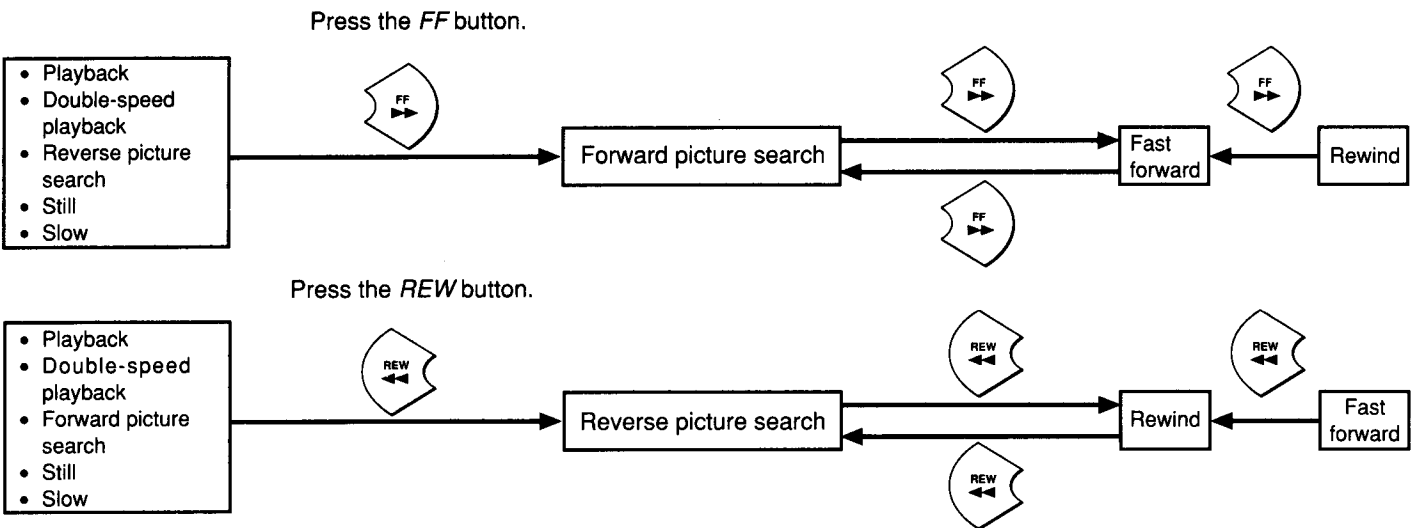 Press the FF button.
• Playback
• Double-speed
playback
• Reverse picture
search
• Still
• Slow
FF
Forward picture search
FF
FF
Fast
forward
FF
Rewind
Press the REW button.
• Playback
• Double-speed
playback
• Forward picture
search
• Still
• Slow
REW
Reverse picture search
REW
REW
Rewind
REW
Fast
forward